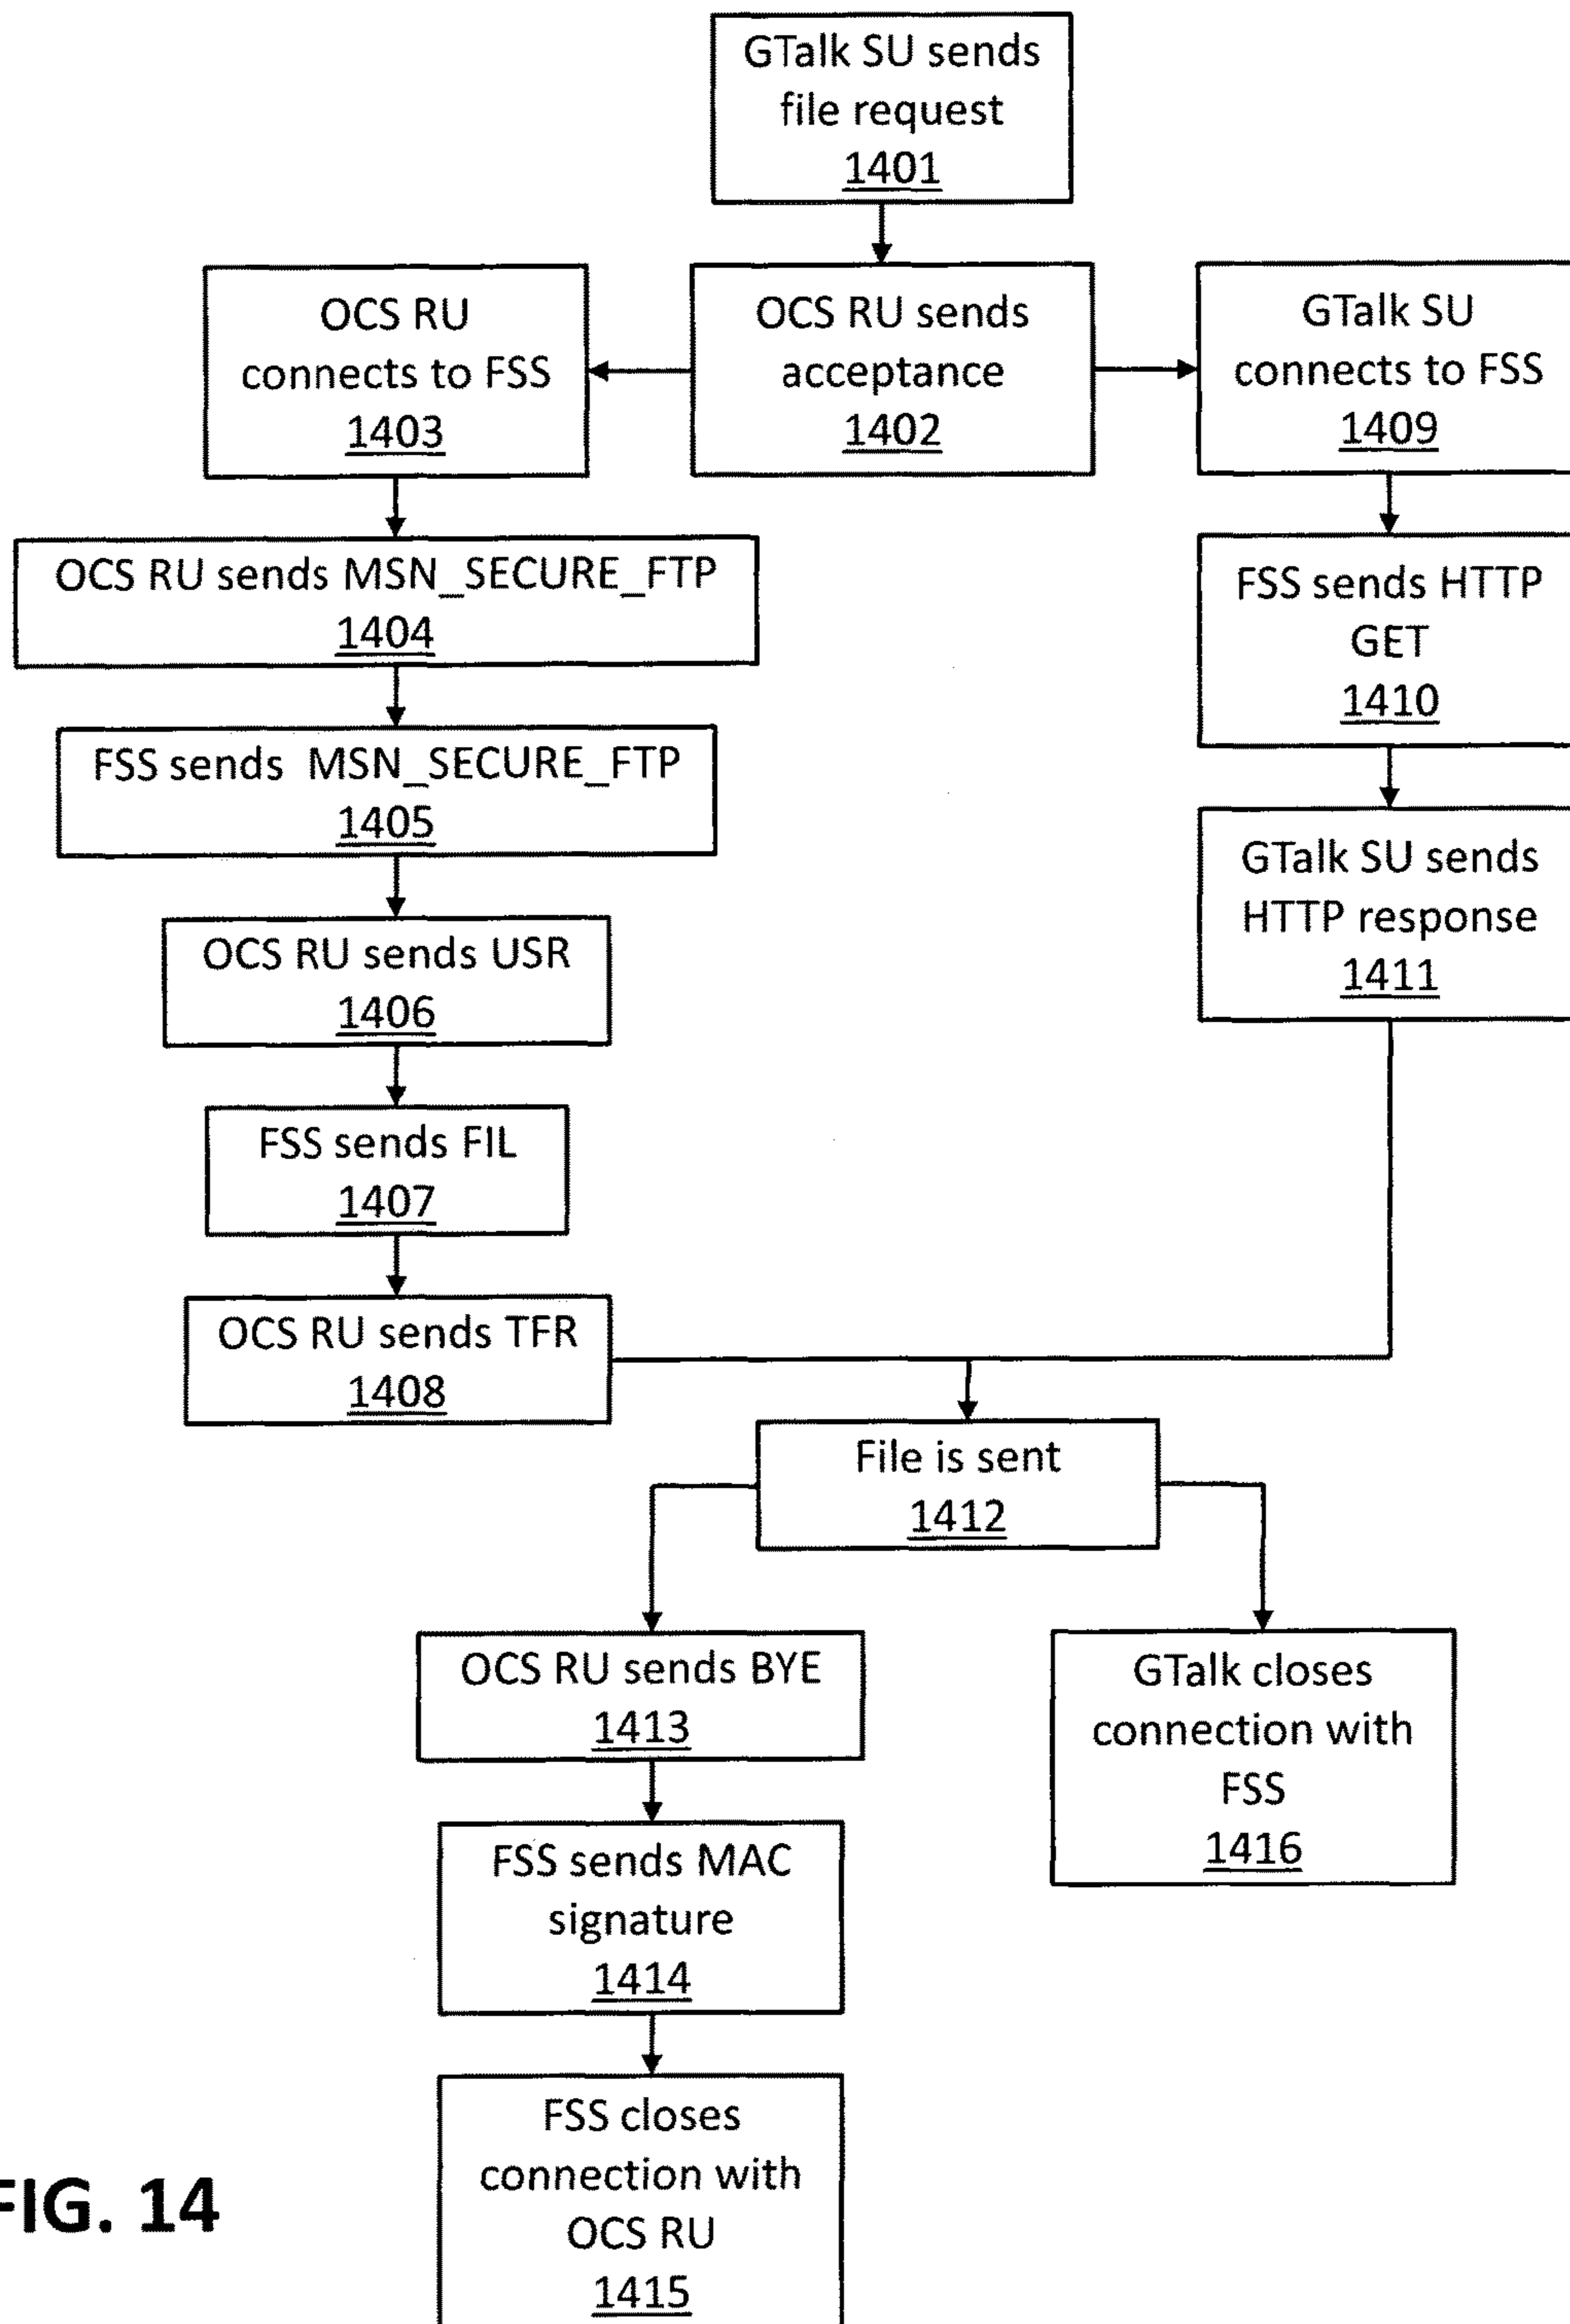 GTalk SU sends
file request
1401
OCS RU
connects to FSS
1403
OCS RU sends
acceptance
1402
GTalk SU
connects to FSS
1409
OCS RU sends MSN_SECURE_FTP
1404
FSS sends HTTP
GET
1410
FSS sends MSN_SECURE_FTP
1405
GTalk SU sends
HTTP response
1411
OCS RU sends USR
1406
FSS sends FIL
1407
OCS RU sends TFR
1408
File is sent
1412
OCS RU sends BYE
1413
GTalk closes
connection with
FSS
1416
FSS sends MAC
signature
1414
FSS closes
connection with
OCS RU
1415
FIG. 14